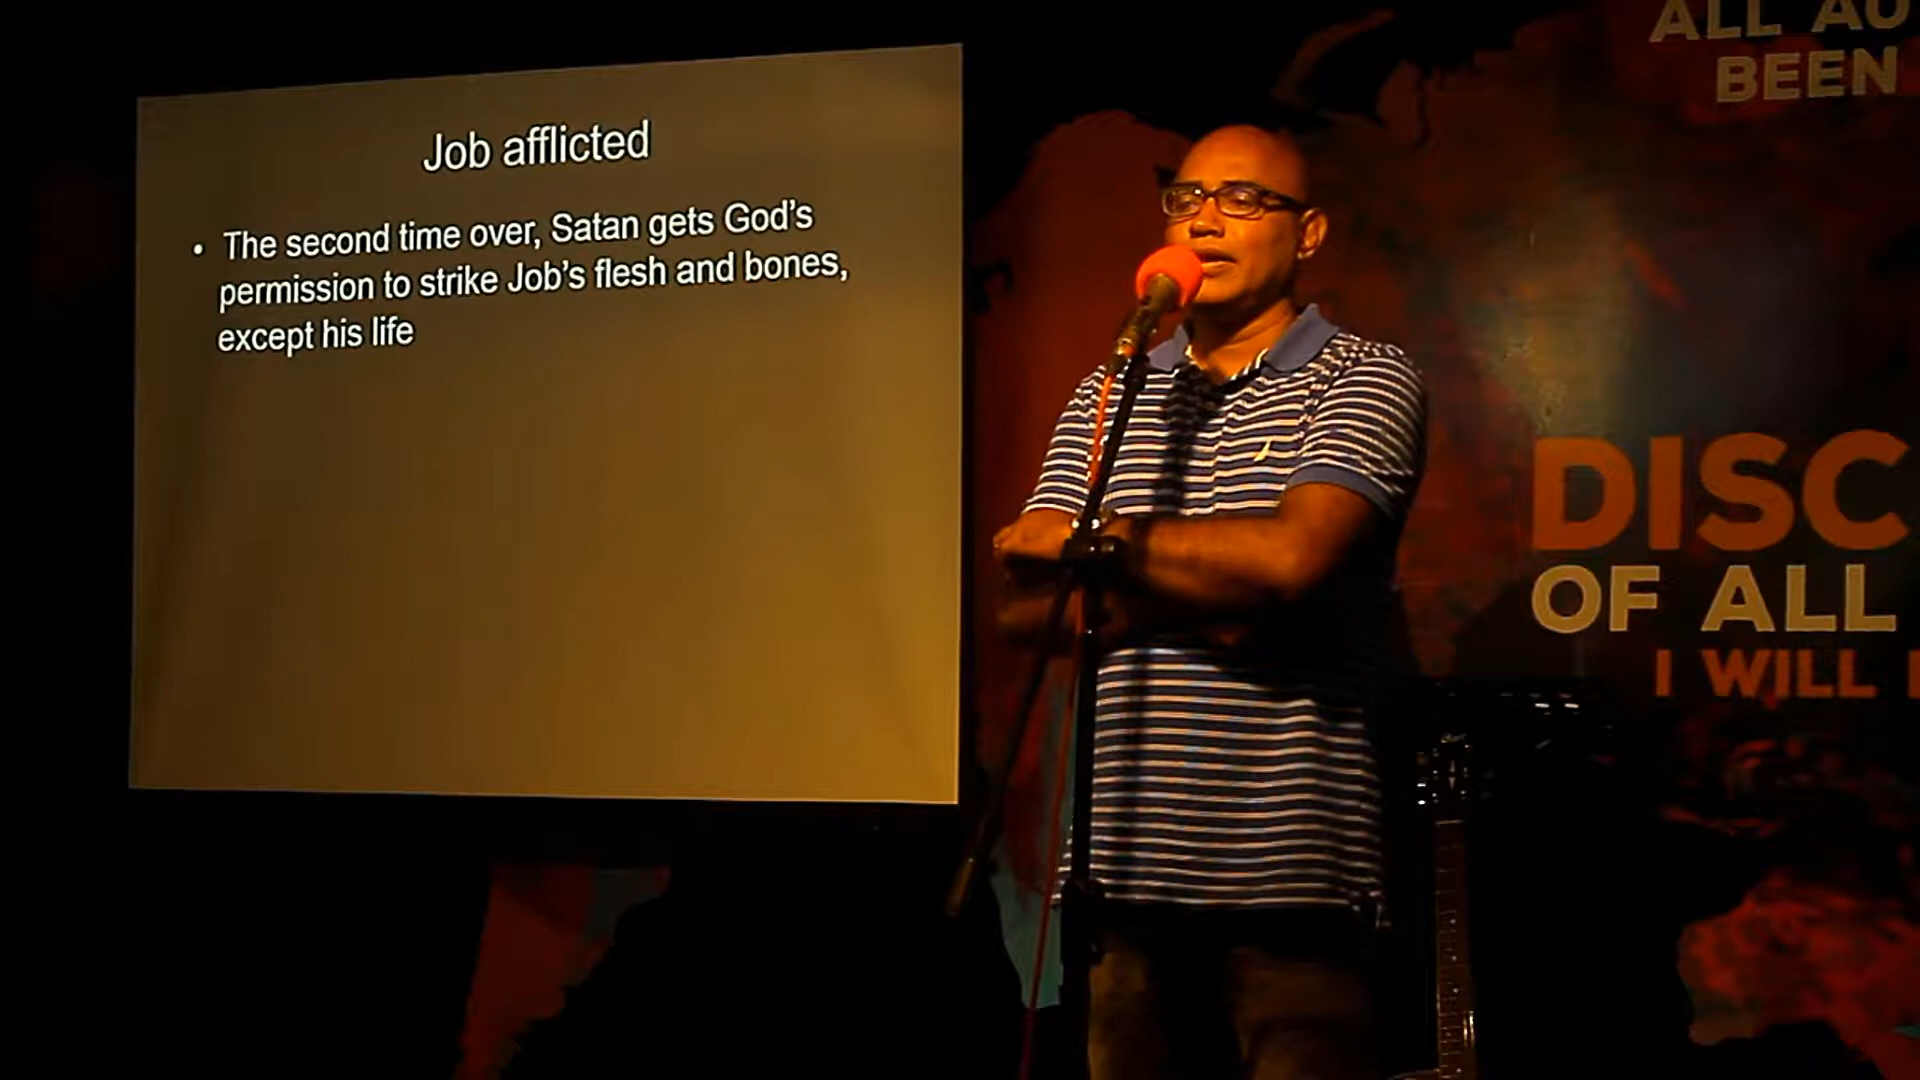 Job afflicted
• The second time over, Satan gets God's
permission to strike Job's flesh and bones,
except his life
ALL AU
BEEN
DISC
OF ALL
I WILL